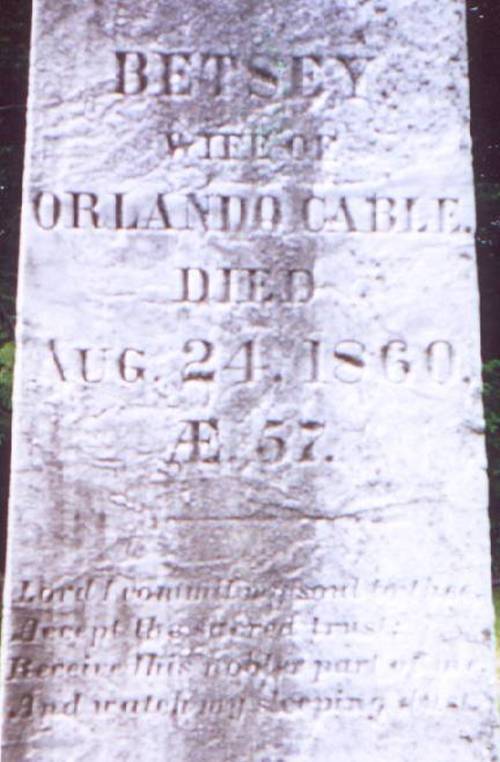 BETSEY
WIFE OF
ORLANDO CABLE.
DIED
AUG. 24. 1860.
Æ. 57.
Lord I commit my soul to thee,
Accept the sacred trust;
Receive this nobler part of me,
And watch my sleeping dust.